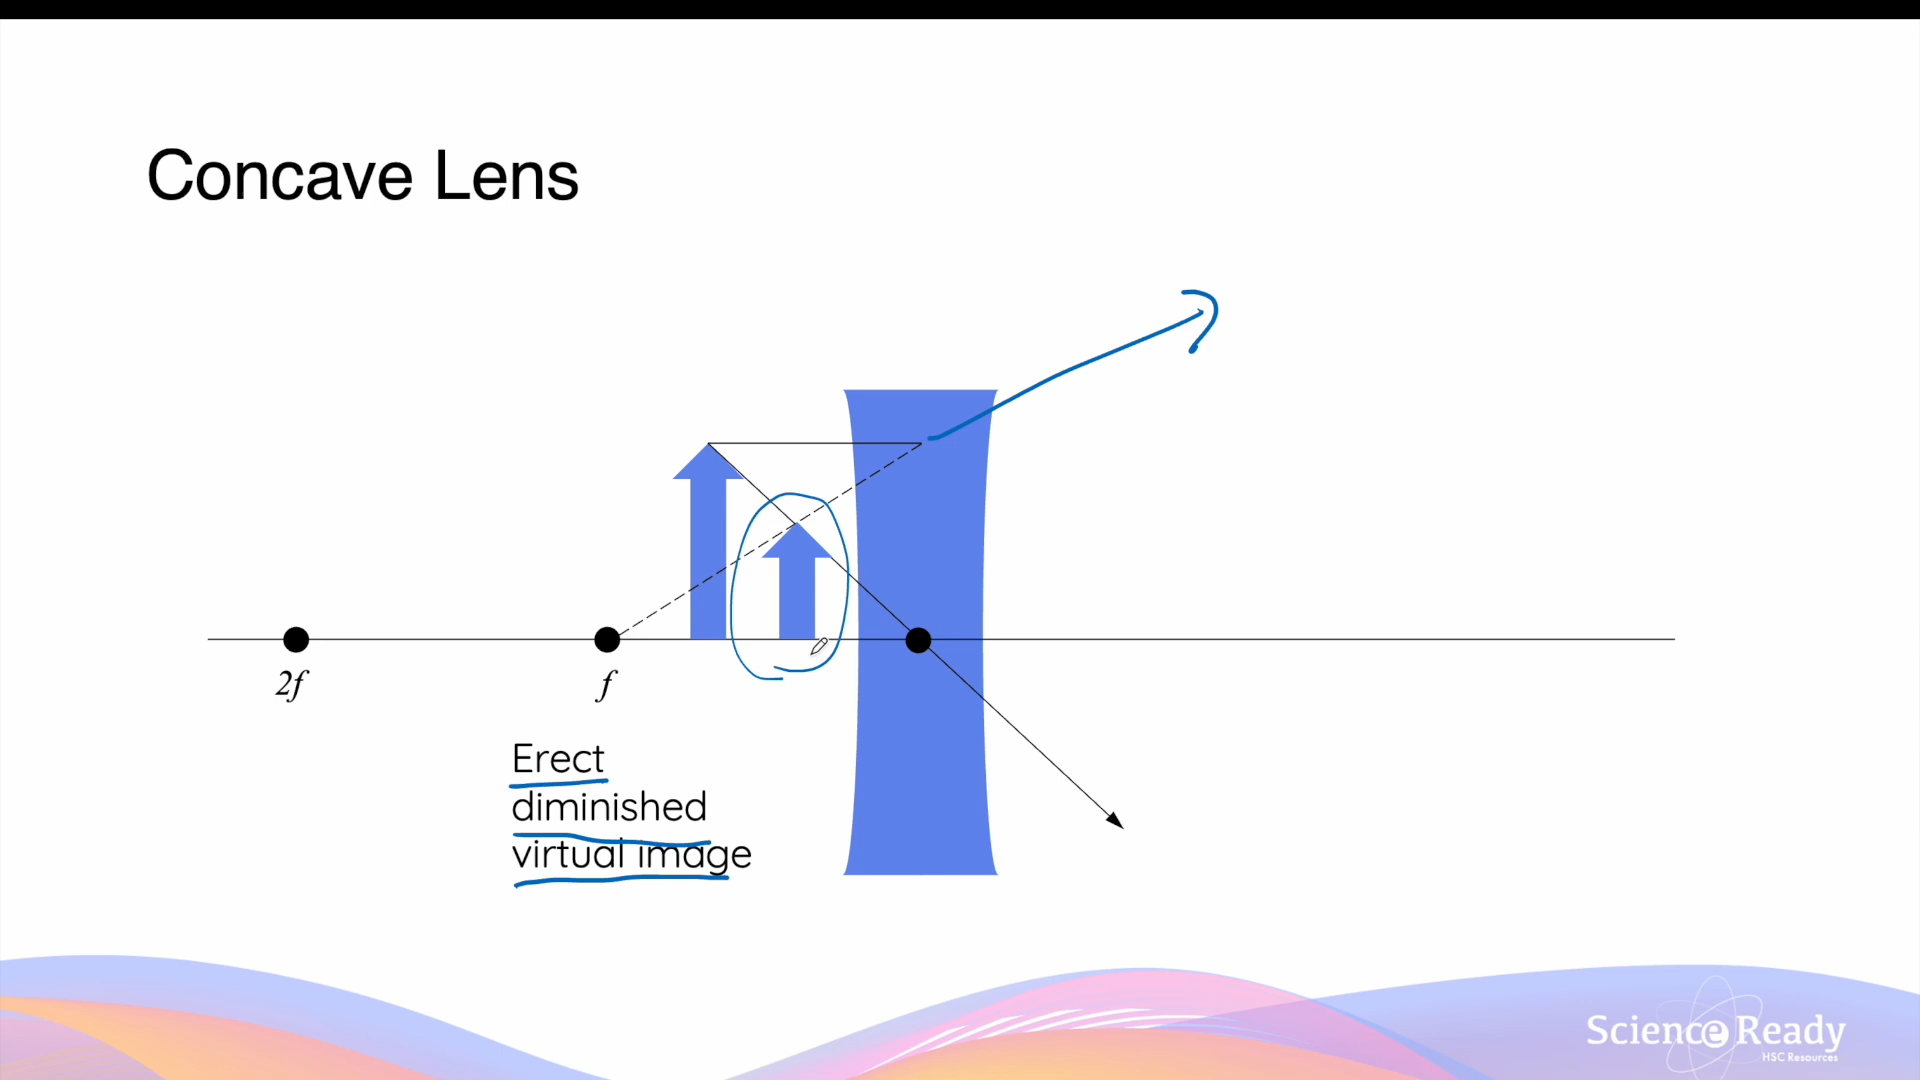 Concave Lens
2f
f
Erect
diminished
virtual image
Science Ready
HSC Resources